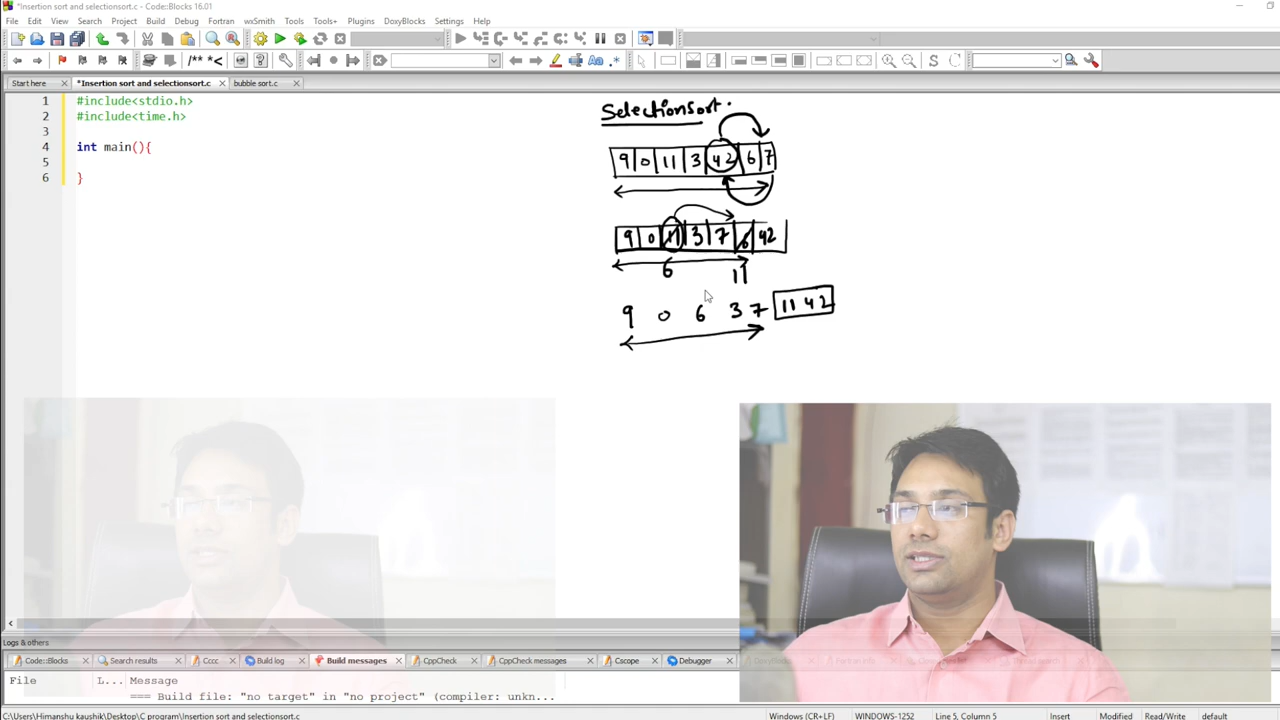 *Insertion sort and selectionsort.c - Code::Blocks 16.01
File Edit View Search Project Build Debug Fortran wxSmith Tools Tools+ Plugins DoxyBlocks Settings Help
/** *<
Start here *Insertion sort and selectionsort.c bubble sort.c
1 #include<stdio.h>
2 #include<time.h>
3
4 int main(){
5
6 }
SelectionSort.
9 0 11 3 42 6 7
9 0 11 3 7 6 42
6 11
9 0 6 3 7 11 42
Logs & others
Code::Blocks Search results Cccc Build log Build messages CppCheck CppCheck messages Cscope Debugger
File L... Message
=== Build file: "no target" in "no project" (compiler: unkn...
C:\Users\Himanshu kaushik\Desktop\C program\Insertion sort and selectionsort.c Windows (CR+LF) WINDOWS-1252 Line 5, Column 5 Insert Modified Read/Write default